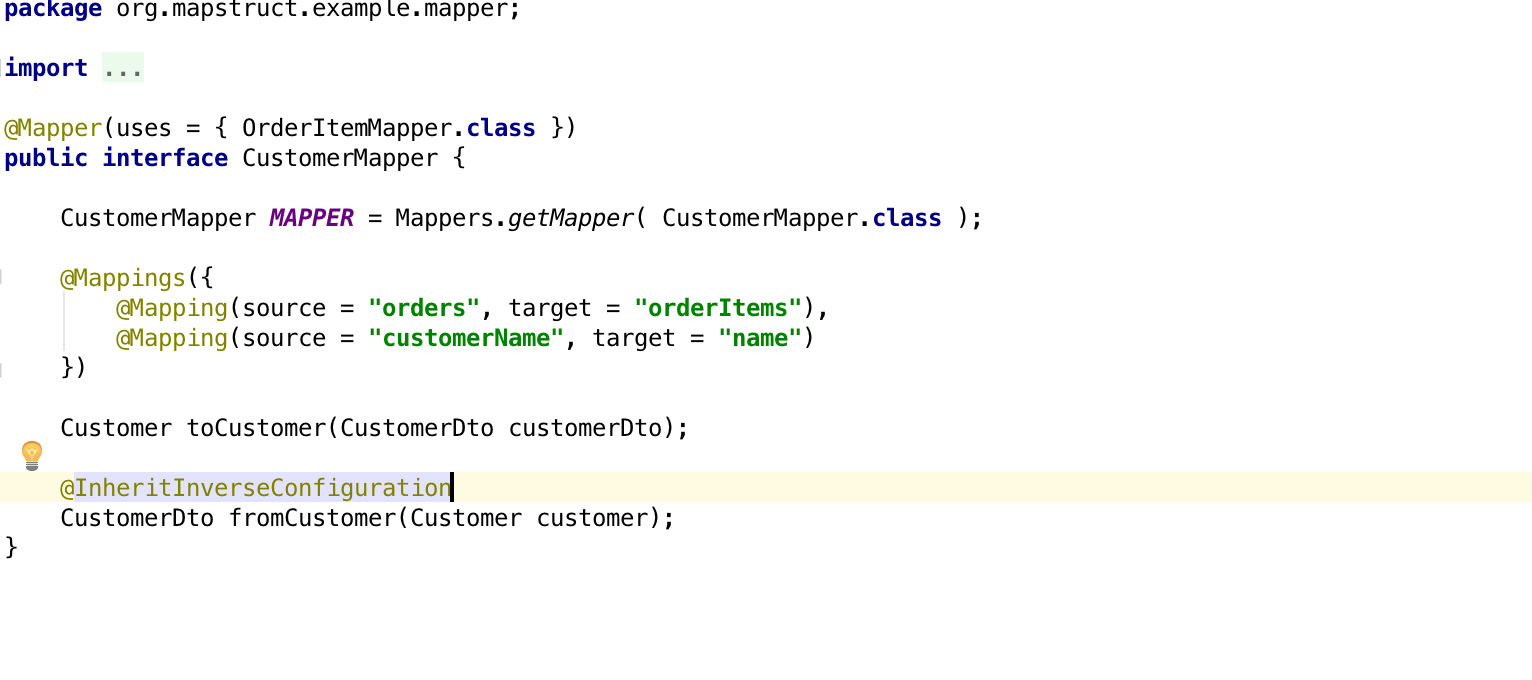 package org.mapstruct.example.mapper;
import ...
@Mapper(uses = { OrderItemMapper.class })
public interface CustomerMapper {
CustomerMapper MAPPER = Mappers.getMapper( CustomerMapper.class );
@Mappings({
@Mapping(source = "orders", target = "orderItems"),
@Mapping(source = "customerName", target = "name")
})
Customer toCustomer(CustomerDto customerDto);
@InheritInverseConfiguration
CustomerDto fromCustomer(Customer customer);
}